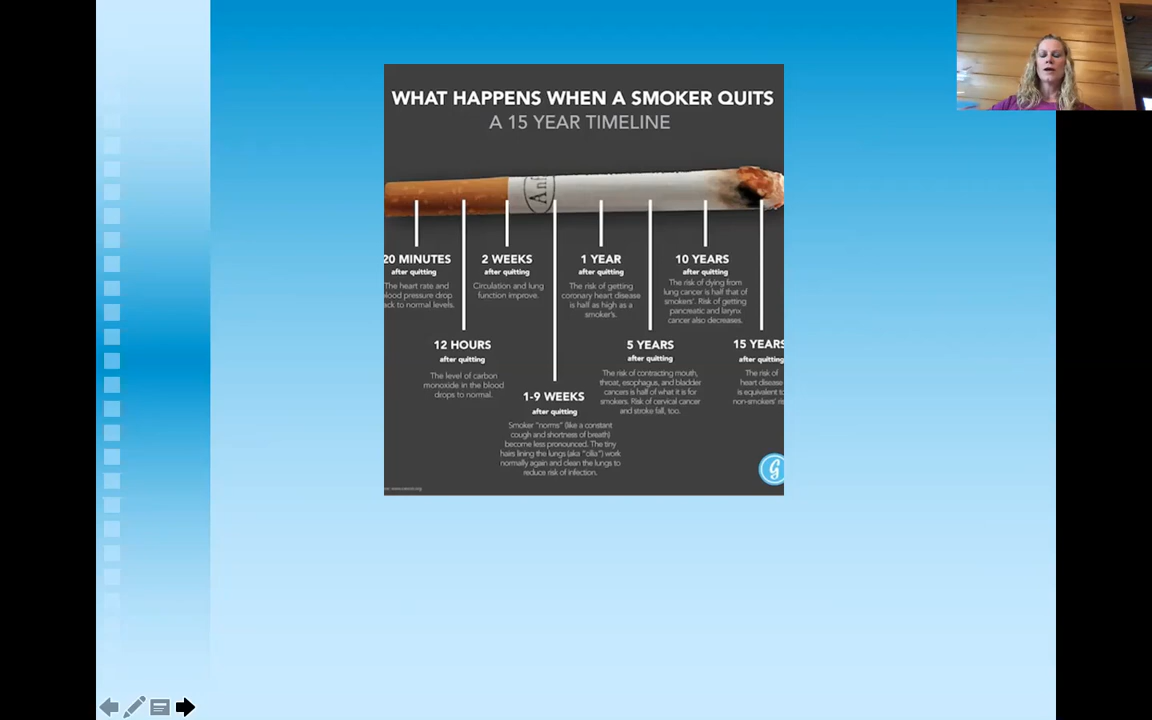 WHAT HAPPENS WHEN A SMOKER QUITS
A 15 YEAR TIMELINE
20 MINUTES
after quitting
The heart rate and
blood pressure drop
back to normal levels.
12 HOURS
after quitting
The level of carbon
monoxide in the blood
drops to normal.
2 WEEKS
after quitting
Circulation and lung
function improve.
1-9 WEEKS
after quitting
Smoker "norms" (like a constant
cough and shortness of breath)
become less pronounced. The tiny
hairs lining the lungs (aka "cilia") work
normally again and clean the lungs to
reduce risk of infection.
1 YEAR
after quitting
The risk of getting
coronary heart disease
is half as high as a
smoker's.
5 YEARS
after quitting
The risk of contracting mouth,
throat, esophagus, and bladder
cancers is half of what it is for
smokers. Risk of cervical cancer
and stroke fall, too.
10 YEARS
after quitting
The risk of dying from
lung cancer is half that of
smokers'. Risk of getting
pancreatic and larynx
cancer also decreases.
15 YEARS
after quitting
The risk of
heart disease
is equivalent to
non-smokers'
G